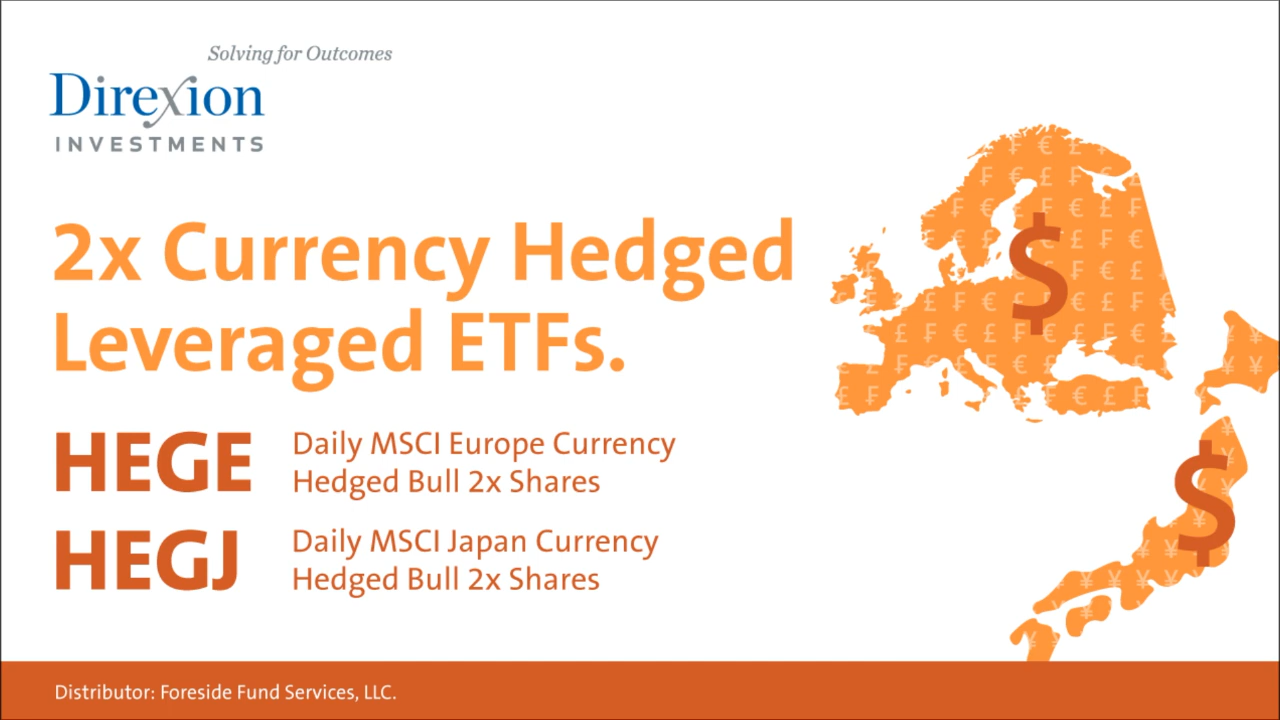 Solving for Outcomes
Direxion
INVESTMENTS
2x Currency Hedged
Leveraged ETFs.
HEGE
Daily MSCI Europe Currency
Hedged Bull 2x Shares
HEGJ
Daily MSCI Japan Currency
Hedged Bull 2x Shares
$
$
Distributor: Foreside Fund Services, LLC.